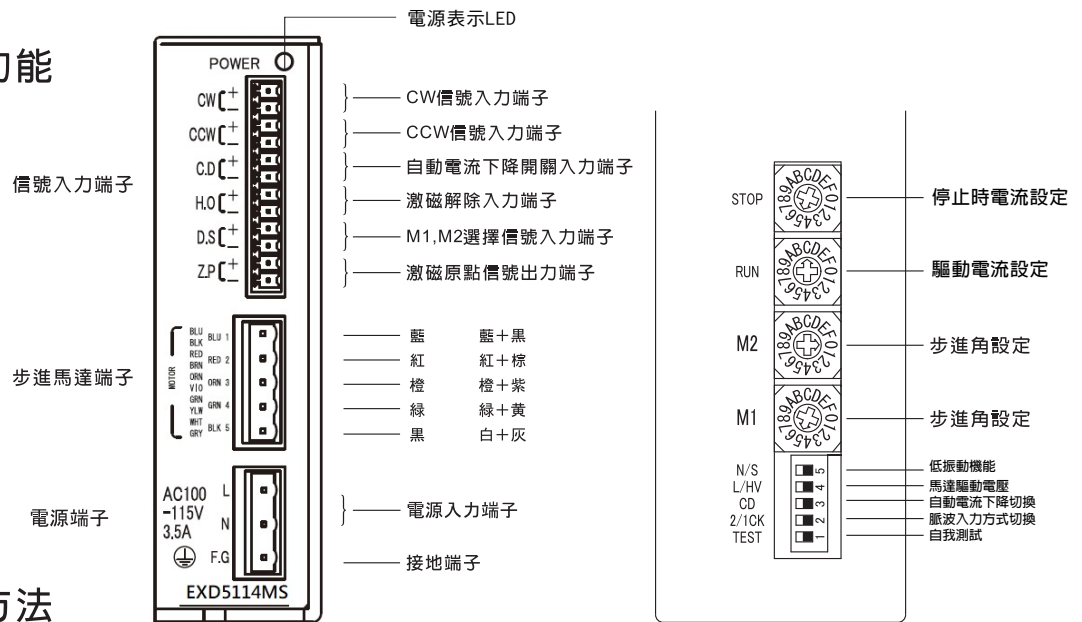 功能
電源表示LED
POWER
CW + −
CW信號入力端子
CCW + −
CCW信號入力端子
C.D + −
自動電流下降開關入力端子
信號入力端子
H.O + −
激磁解除入力端子
D.S + −
M1,M2選擇信號入力端子
Z.P + −
激磁原點信號出力端子
步進馬達端子
MOTOR
BLU
BLK
BLU 1
藍 藍+黑
RED
BRN
RED 2
紅 紅+棕
ORN
VIO
ORN 3
橙 橙+紫
GRN
YLW
GRN 4
綠 綠+黃
WHT
GRY
BLK 5
黑 白+灰
電源端子
AC100
-115V
3.5A
L
N
電源入力端子
F.G
接地端子
EXD5114MS
方法
STOP
789ABCDEF0123456
停止時電流設定
RUN
789ABCDEF0123456
驅動電流設定
M2
789ABCDEF0123456
步進角設定
M1
789ABCDEF0123456
步進角設定
N/S 5 低振動機能
L/HV 4 馬達驅動電壓
CD 3 自動電流下降切換
2/1CK 2 脈波入力方式切換
TEST 1 自我測試